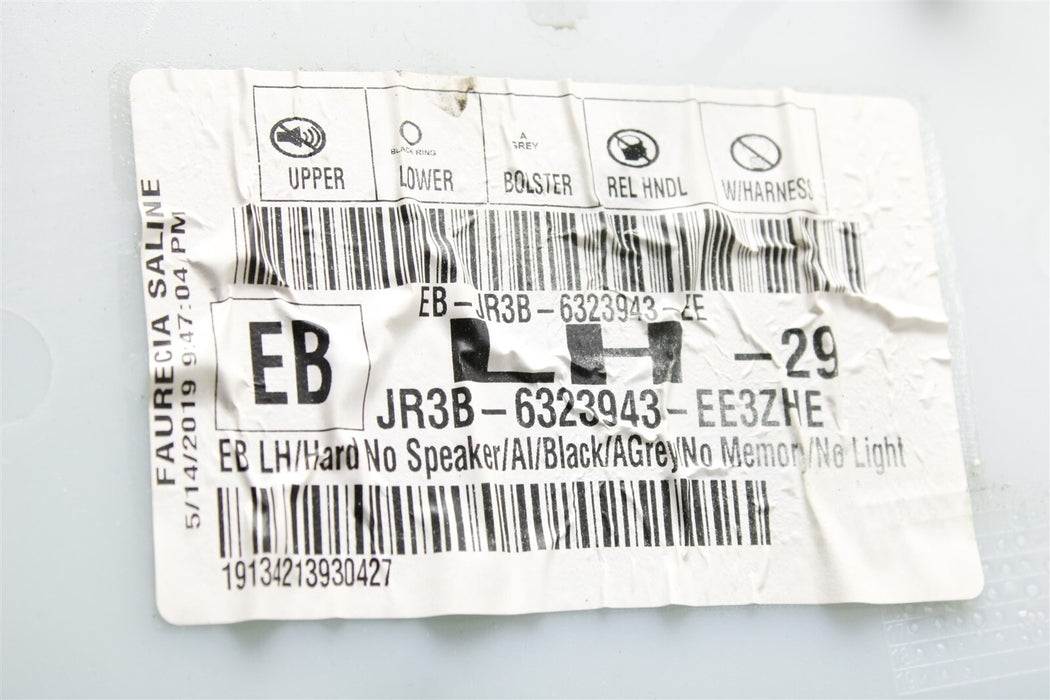 FAURECIA SALINE
5/14/2019 9:47:04 PM
BLACK RING
A
GREY
UPPER LOWER BOLSTER REL HNDL W/HARNESS
EB-JR3B-6323943-ZE
EB
LH -29
JR3B-6323943-EE3ZHE
EB LH/Hard No Speaker/Al/Black/AGrey/No Memory/No Light
19134213930427